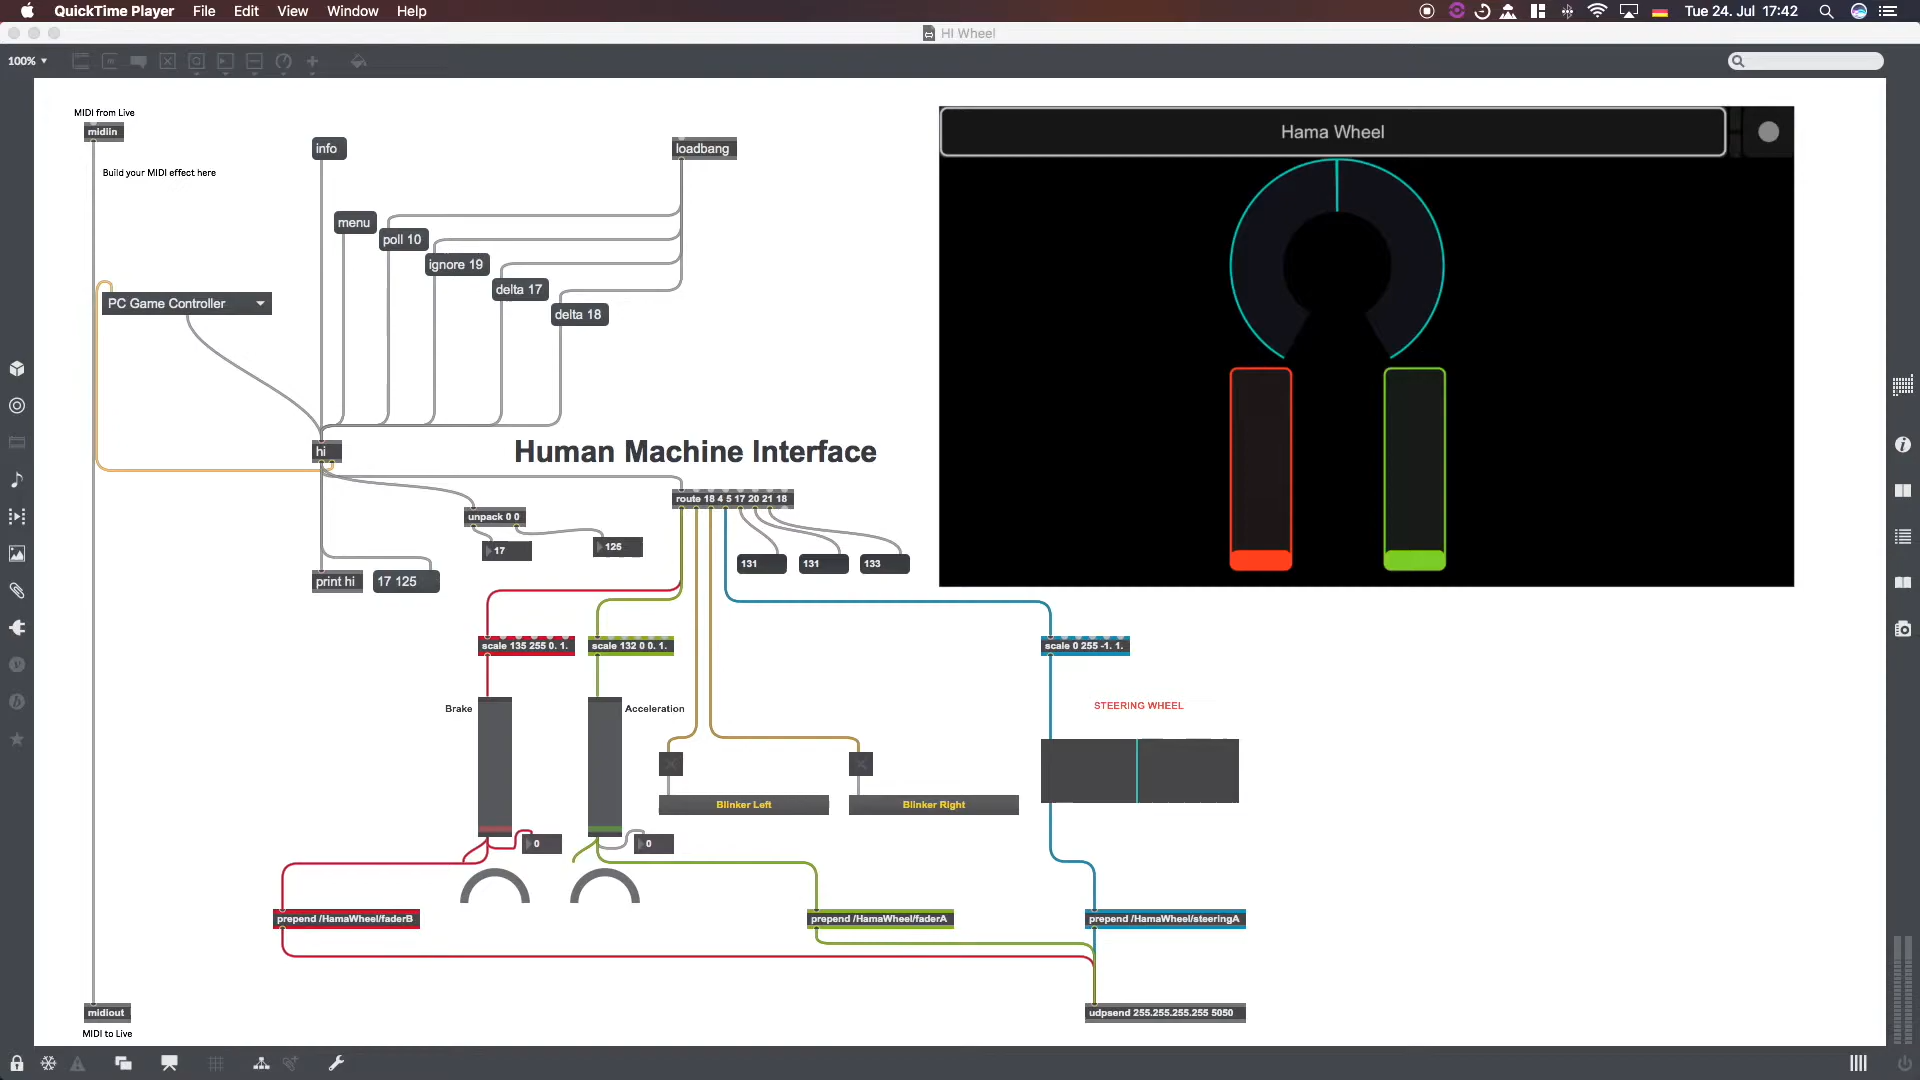 QuickTime Player File Edit View Window Help
Tue 24. Jul 17:42
HI Wheel
100%
MIDI from Live
midiin
Build your MIDI effect here
info
loadbang
menu
poll 10
ignore 19
delta 17
delta 18
PC Game Controller
Hama Wheel
hi
Human Machine Interface
route 18 4 5 17 20 21 18
unpack 0 0
17
125
131
131
133
print hi
17 125
scale 135 255 0. 1.
scale 132 0 0. 1.
scale 0 255 -1. 1.
Brake
Acceleration
STEERING WHEEL
Blinker Left
Blinker Right
0
0
prepend /HamaWheel/faderB
prepend /HamaWheel/faderA
prepend /HamaWheel/steeringA
midiout
udpsend 255.255.255.255 5050
MIDI to Live